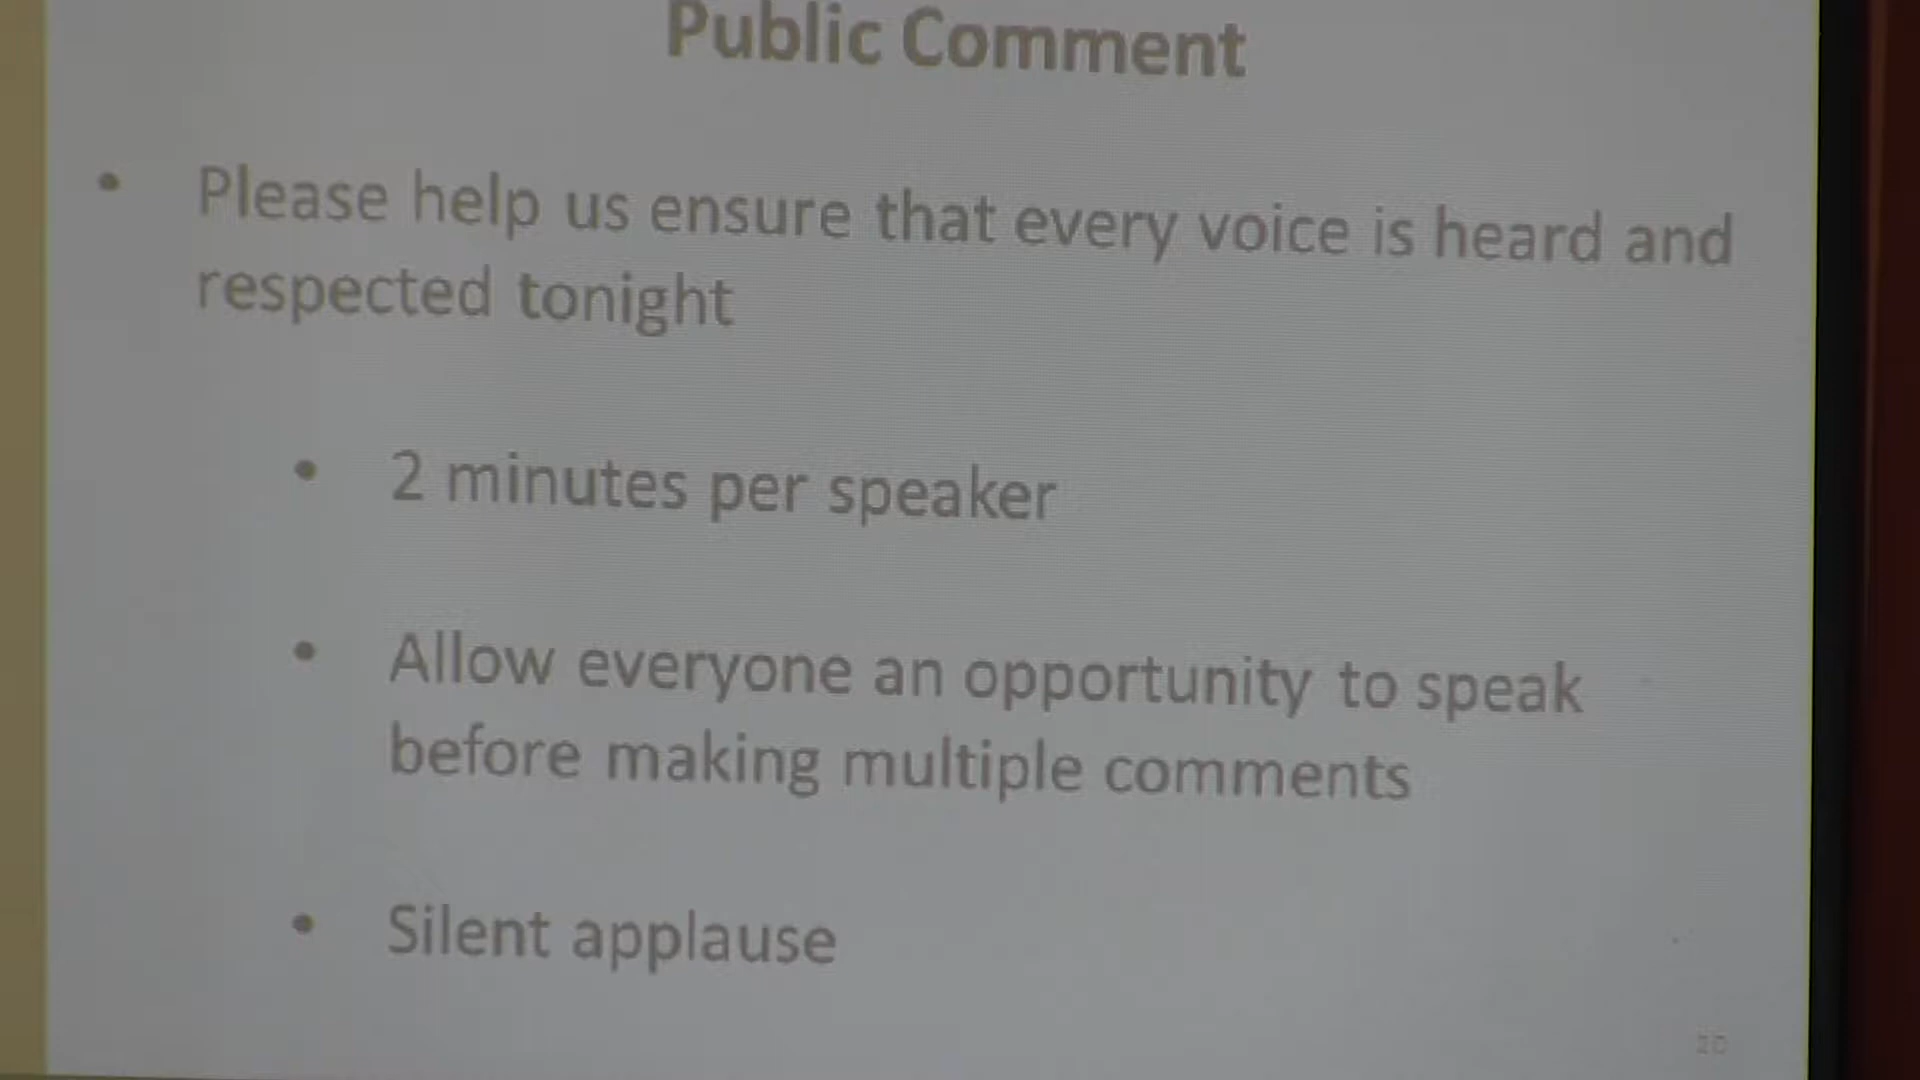 Public Comment
• Please help us ensure that every voice is heard and
respected tonight
• 2 minutes per speaker
• Allow everyone an opportunity to speak
before making multiple comments
• Silent applause
20